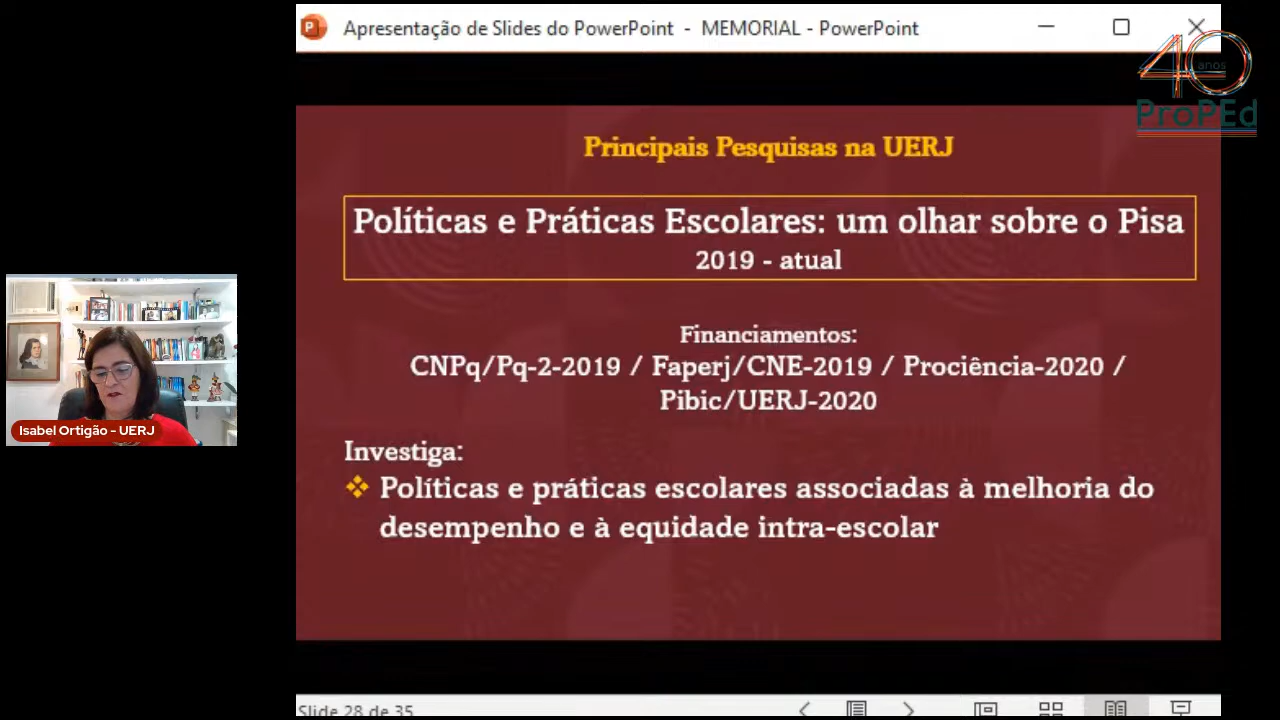 Apresentação de Slides do PowerPoint - MEMORIAL - PowerPoint
40 anos
ProPEd
Principais Pesquisas na UERJ
Políticas e Práticas Escolares: um olhar sobre o Pisa
2019 - atual
Financiamentos:
CNPq/Pq-2-2019 / Faperj/CNE-2019 / Prociência-2020 /
Pibic/UERJ-2020
Isabel Ortigão - UERJ
Investiga:
❖ Políticas e práticas escolares associadas à melhoria do
desempenho e à equidade intra-escolar
Slide 28 de 35